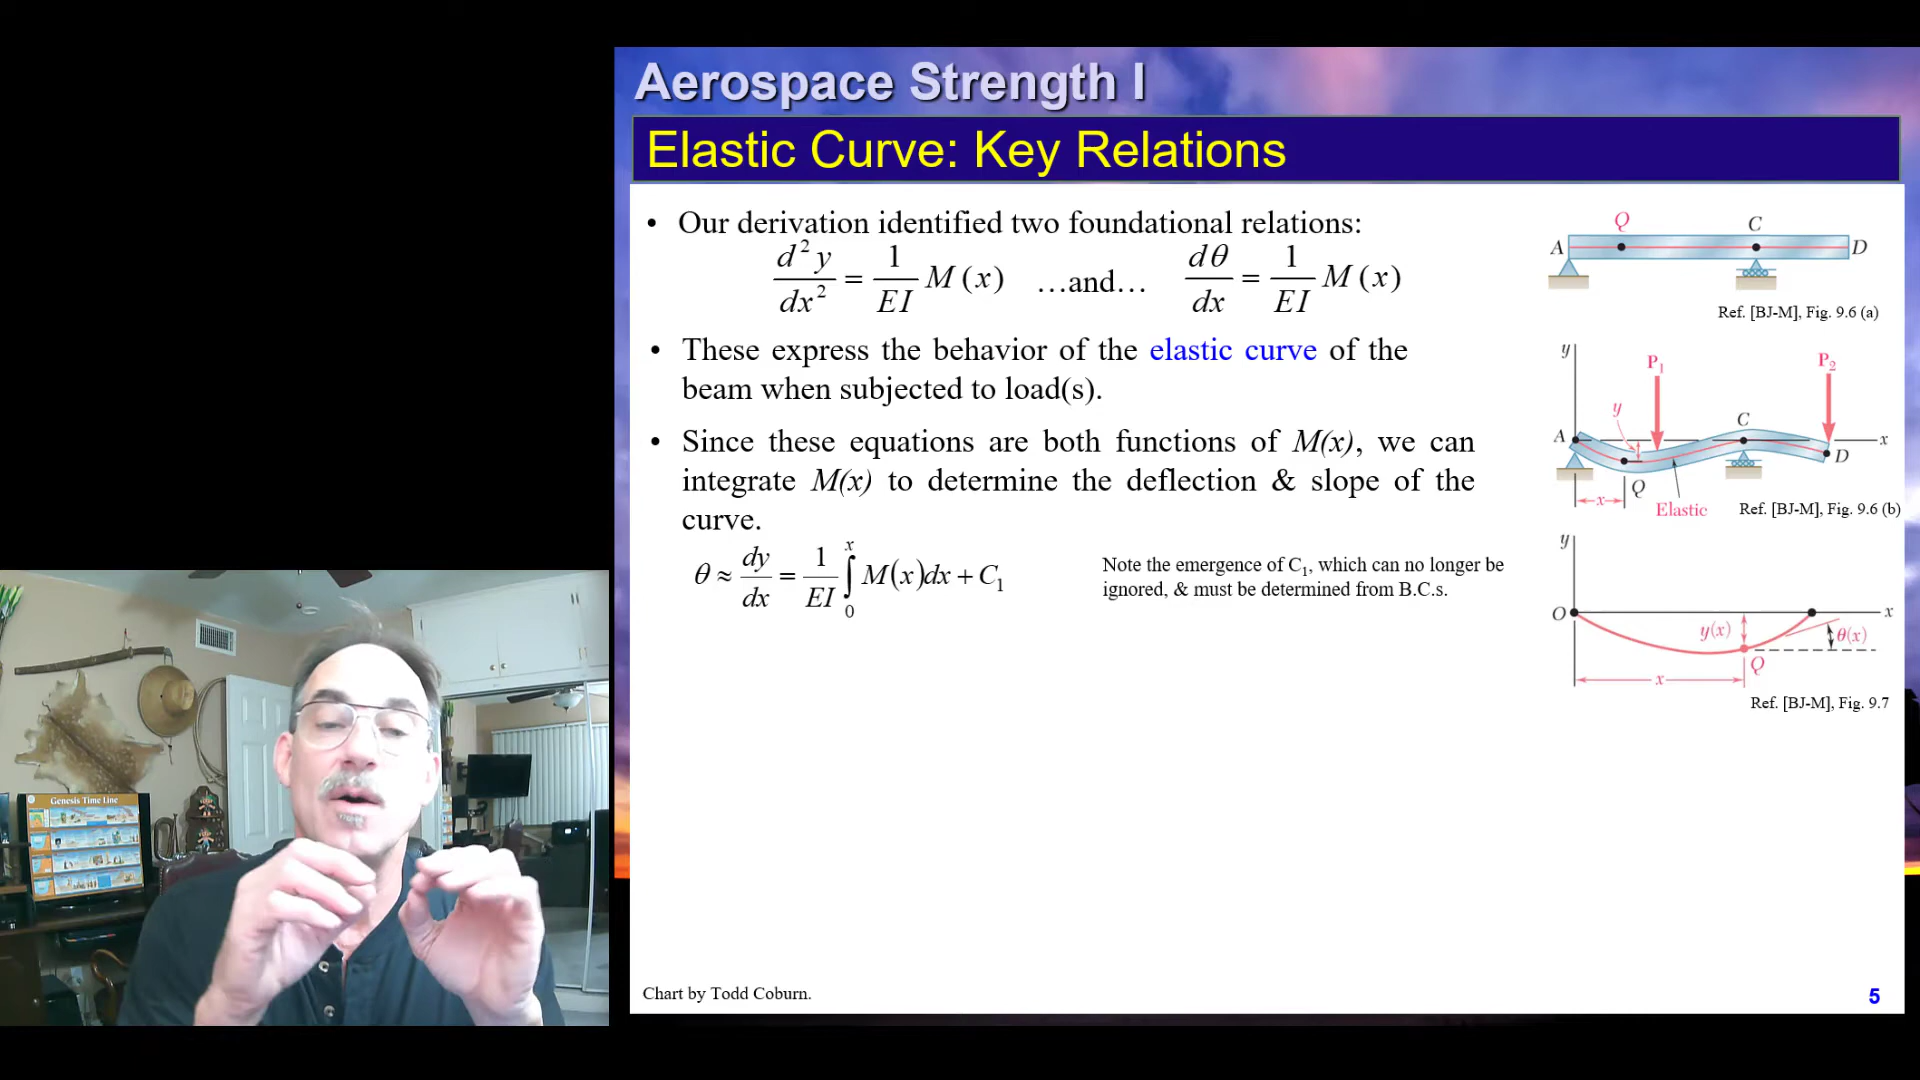 Aerospace Strength I
Elastic Curve: Key Relations
• Our derivation identified two foundational relations:
d²y/dx² = 1/EI M(x) …and… dθ/dx = 1/EI M(x)
• These express the behavior of the elastic curve of the
beam when subjected to load(s).
• Since these equations are both functions of M(x), we can
integrate M(x) to determine the deflection & slope of the
curve.
θ ≈ dy/dx = 1/EI ∫₀ˣ M(x)dx + C₁
Note the emergence of C₁, which can no longer be
ignored, & must be determined from B.C.s.
Q
C
A
D
Ref. [BJ-M], Fig. 9.6 (a)
y
P₁
P₂
y
C
A
x
D
Q
x
Elastic
Ref. [BJ-M], Fig. 9.6 (b)
y
O
x
y(x)
θ(x)
Q
x
Ref. [BJ-M], Fig. 9.7
Genesis Time Line
Chart by Todd Coburn.
5